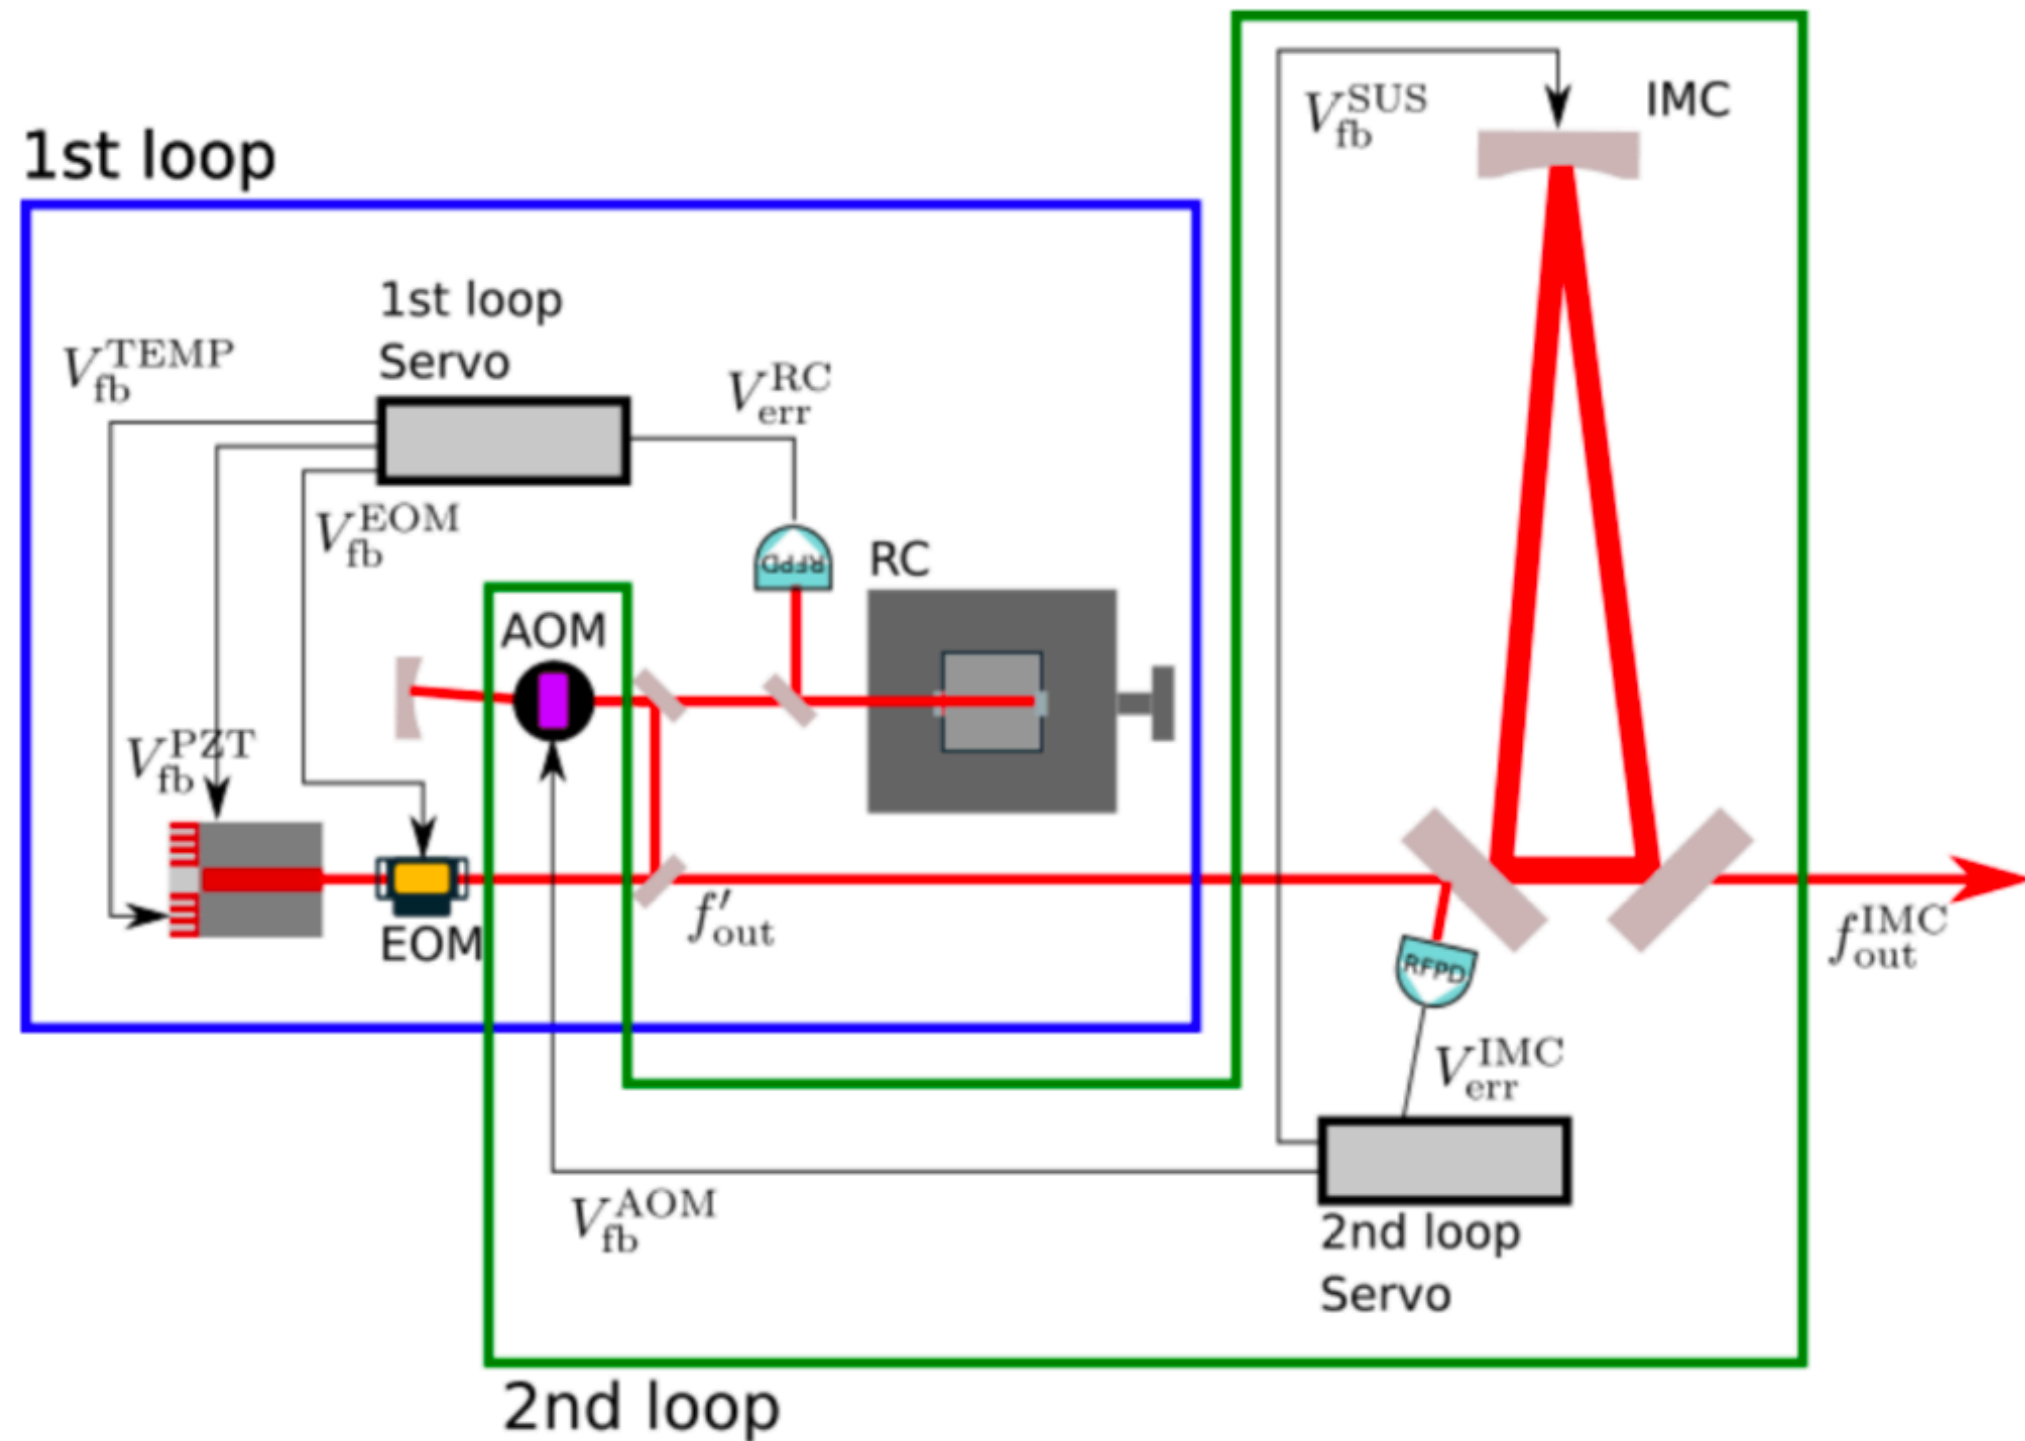 1st loop
1st loop
Servo
V_fb^TEMP
V_err^RC
V_fb^EOM
V_fb^PZT
RFPD
RC
AOM
EOM
f'_out
V_fb^SUS
IMC
RFPD
f_out^IMC
V_err^IMC
V_fb^AOM
2nd loop
Servo
2nd loop